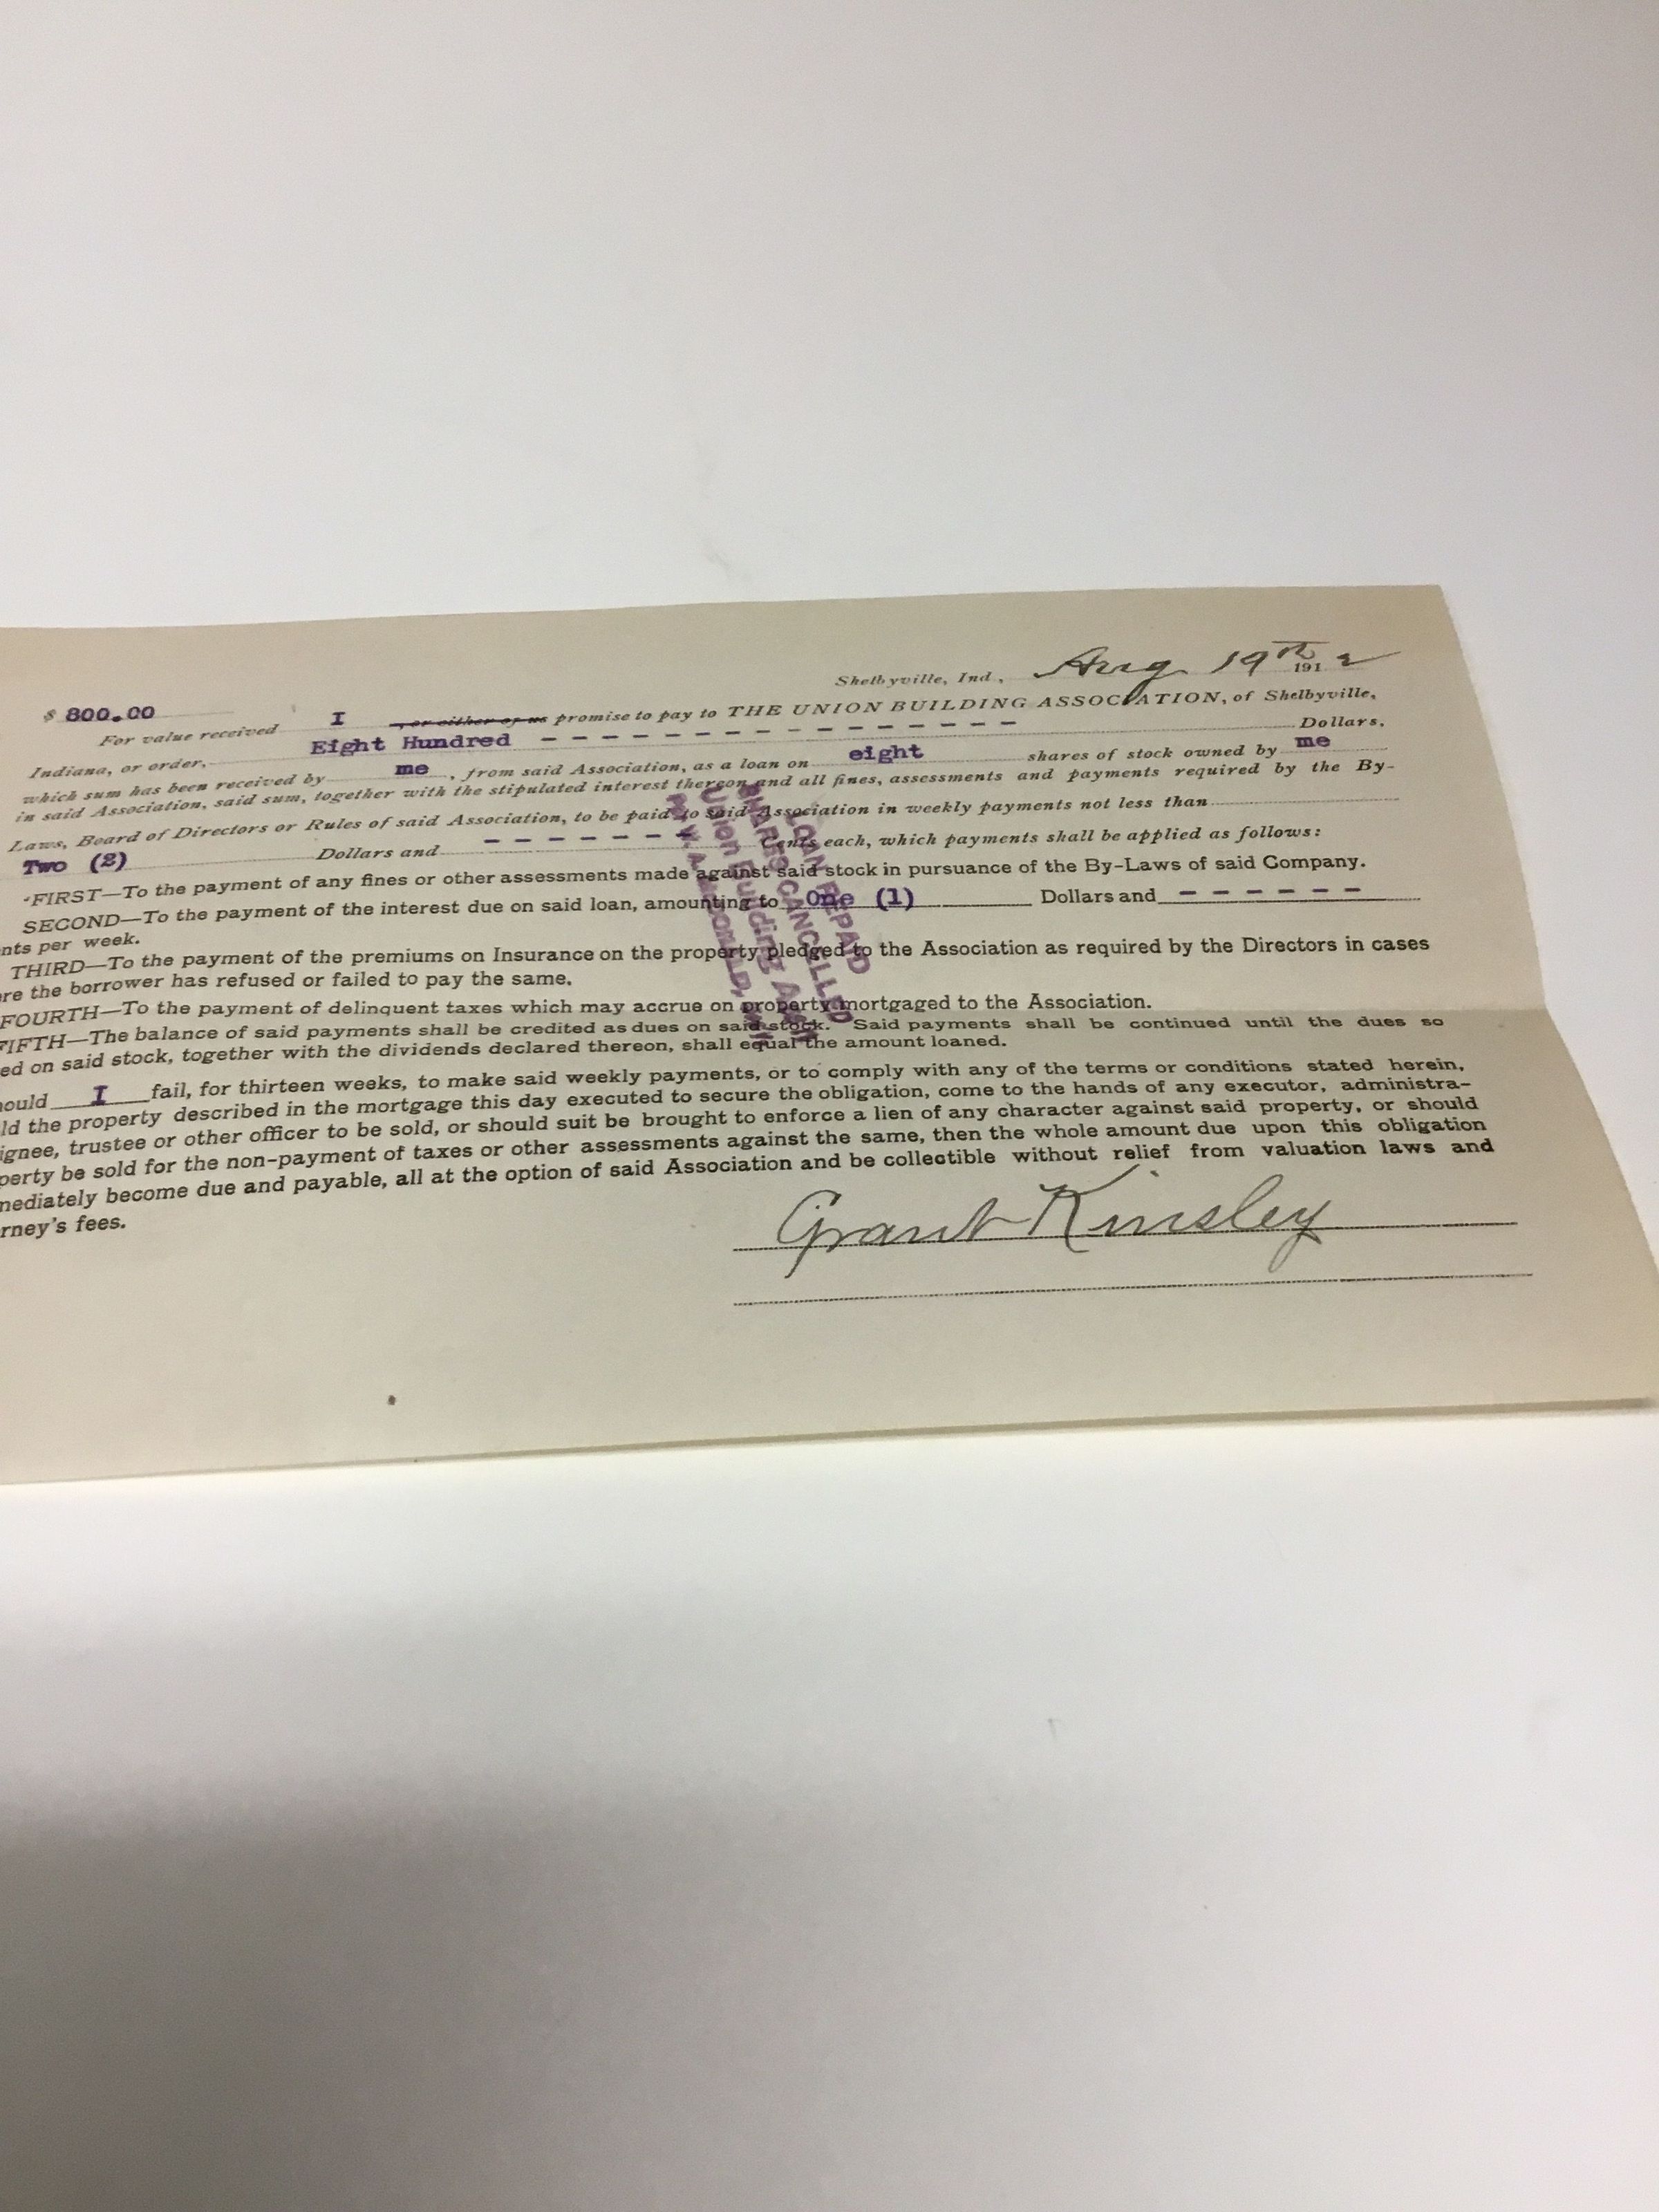 Shelbyville, Ind., Aug 19th 1912
$ 800.00
For value received I , or either of us promise to pay to THE UNION BUILDING ASSOCIATION, of Shelbyville,
Indiana, or order, Eight Hundred - - - - - - - - - - - - - - - - Dollars,
which sum has been received by me , from said Association, as a loan on eight shares of stock owned by me
in said Association, said sum, together with the stipulated interest thereon and all fines, assessments and payments required by the By-
Laws, Board of Directors or Rules of said Association, to be paid to said Association in weekly payments not less than
Two (2) Dollars and - - - - - - - Cents each, which payments shall be applied as follows:
FIRST—To the payment of any fines or other assessments made against said stock in pursuance of the By-Laws of said Company.
SECOND—To the payment of the interest due on said loan, amounting to One (1) Dollars and - - - - - -
nts per week.
THIRD—To the payment of the premiums on Insurance on the property pledged to the Association as required by the Directors in cases
re the borrower has refused or failed to pay the same.
FOURTH—To the payment of delinquent taxes which may accrue on property mortgaged to the Association.
FIFTH—The balance of said payments shall be credited as dues on said stock. Said payments shall be continued until the dues so
ed on said stock, together with the dividends declared thereon, shall equal the amount loaned.
ould I fail, for thirteen weeks, to make said weekly payments, or to comply with any of the terms or conditions stated herein,
ld the property described in the mortgage this day executed to secure the obligation, come to the hands of any executor, administra-
ignee, trustee or other officer to be sold, or should suit be brought to enforce a lien of any character against said property, or should
perty be sold for the non-payment of taxes or other assessments against the same, then the whole amount due upon this obligation
mediately become due and payable, all at the option of said Association and be collectible without relief from valuation laws and
rney's fees.
Grant Kinsley
LOAN REPAID
SHARES CANCELLED
Union Building Ass'n